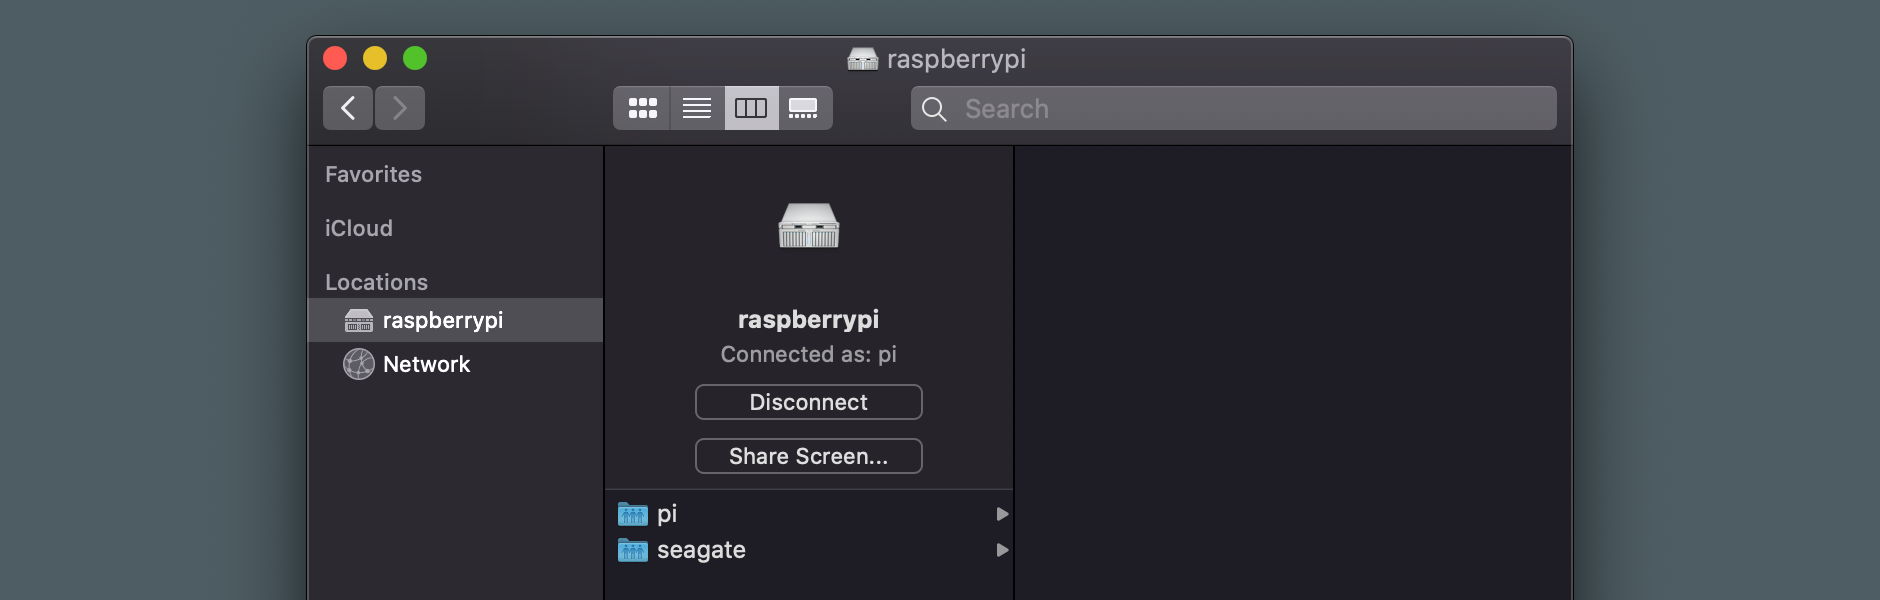 raspberrypi
Search
Favorites
iCloud
Locations
raspberrypi
Network
raspberrypi
Connected as: pi
Disconnect
Share Screen...
pi
seagate